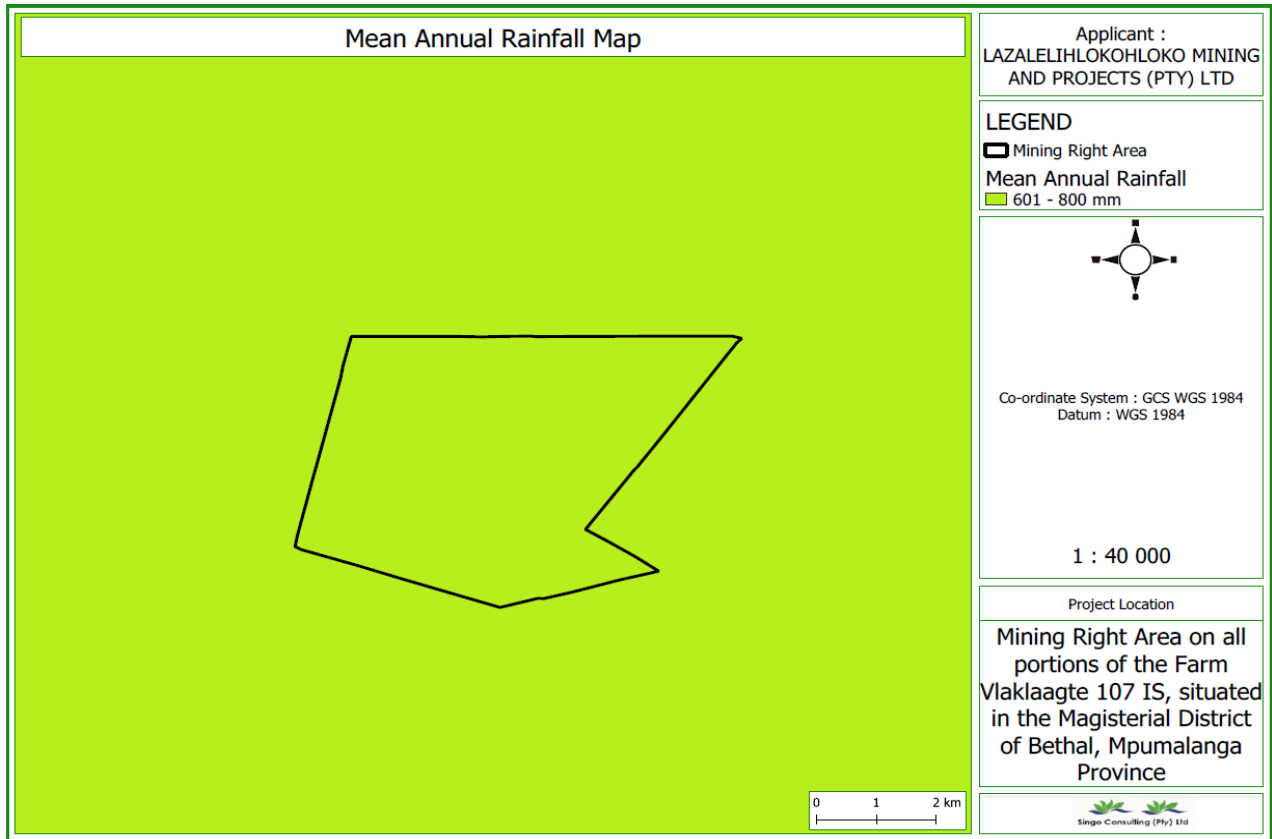 Mean Annual Rainfall Map
Applicant :
LAZALELIHLOKOHLOKO MINING
AND PROJECTS (PTY) LTD
LEGEND
Mining Right Area
Mean Annual Rainfall
601 - 800 mm
Co-ordinate System : GCS WGS 1984
Datum : WGS 1984
1 : 40 000
Project Location
Mining Right Area on all
portions of the Farm
Vlaklaagte 107 IS, situated
in the Magisterial District
of Bethal, Mpumalanga
Province
0 1 2 km
Singo Consulting (Pty) Ltd